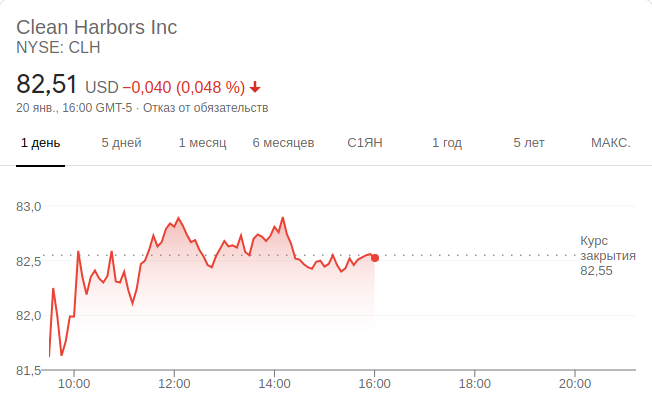 Clean Harbors Inc
NYSE: CLH
82,51 USD −0,040 (0,048 %)
20 янв., 16:00 GMT-5 · Отказ от обязательств
1 день 5 дней 1 месяц 6 месяцев С1ЯН 1 год 5 лет МАКС.
83,0
Курс
82,5 закрытия
82,55
82,0
81,5
10:00 12:00 14:00 16:00 18:00 20:00